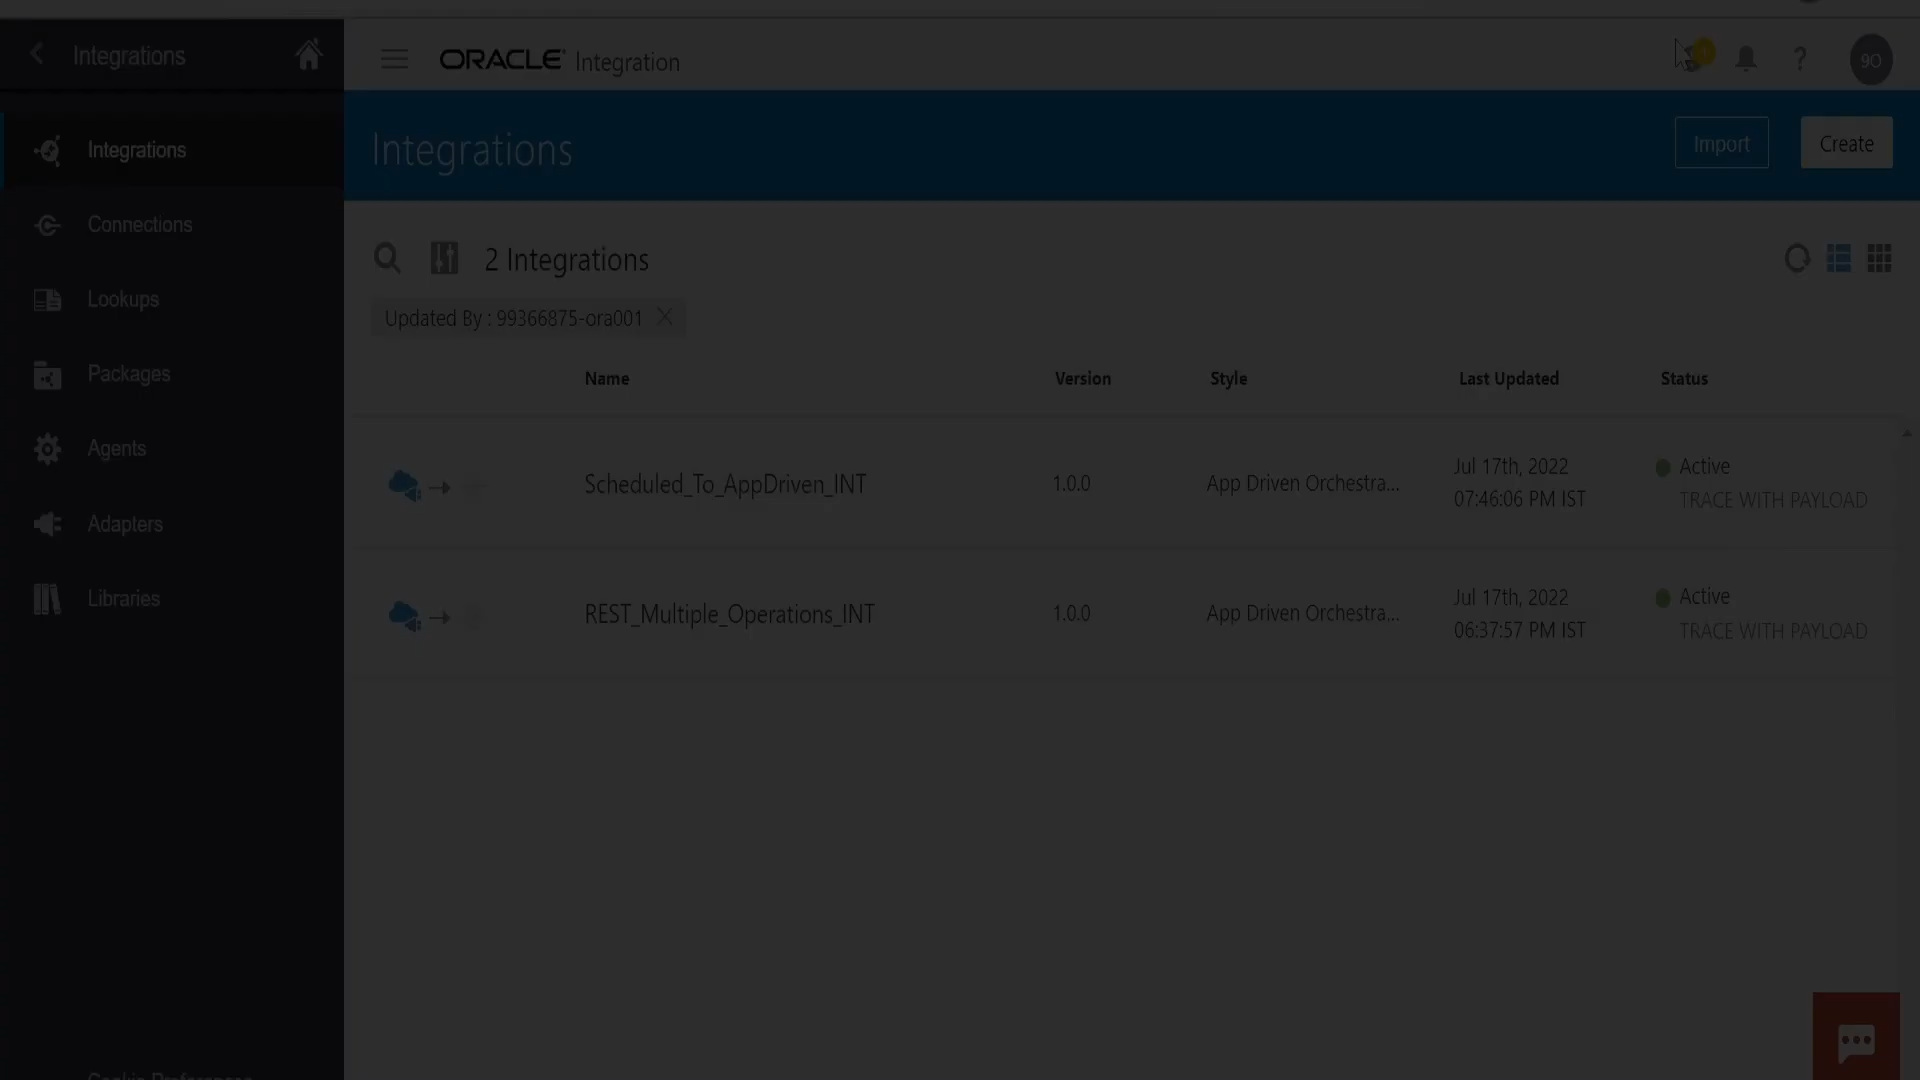 Integrations
ORACLE Integration
90
Integrations
Integrations
Import
Create
Connections
Lookups
Packages
Agents
Adapters
Libraries
2 Integrations
Updated By : 99366875-ora001
Name Version Style Last Updated Status
Scheduled_To_AppDriven_INT 1.0.0 App Driven Orchestra... Jul 17th, 2022 Active
07:46:06 PM IST TRACE WITH PAYLOAD
REST_Multiple_Operations_INT 1.0.0 App Driven Orchestra... Jul 17th, 2022 Active
06:37:57 PM IST TRACE WITH PAYLOAD
Cookie Preferences